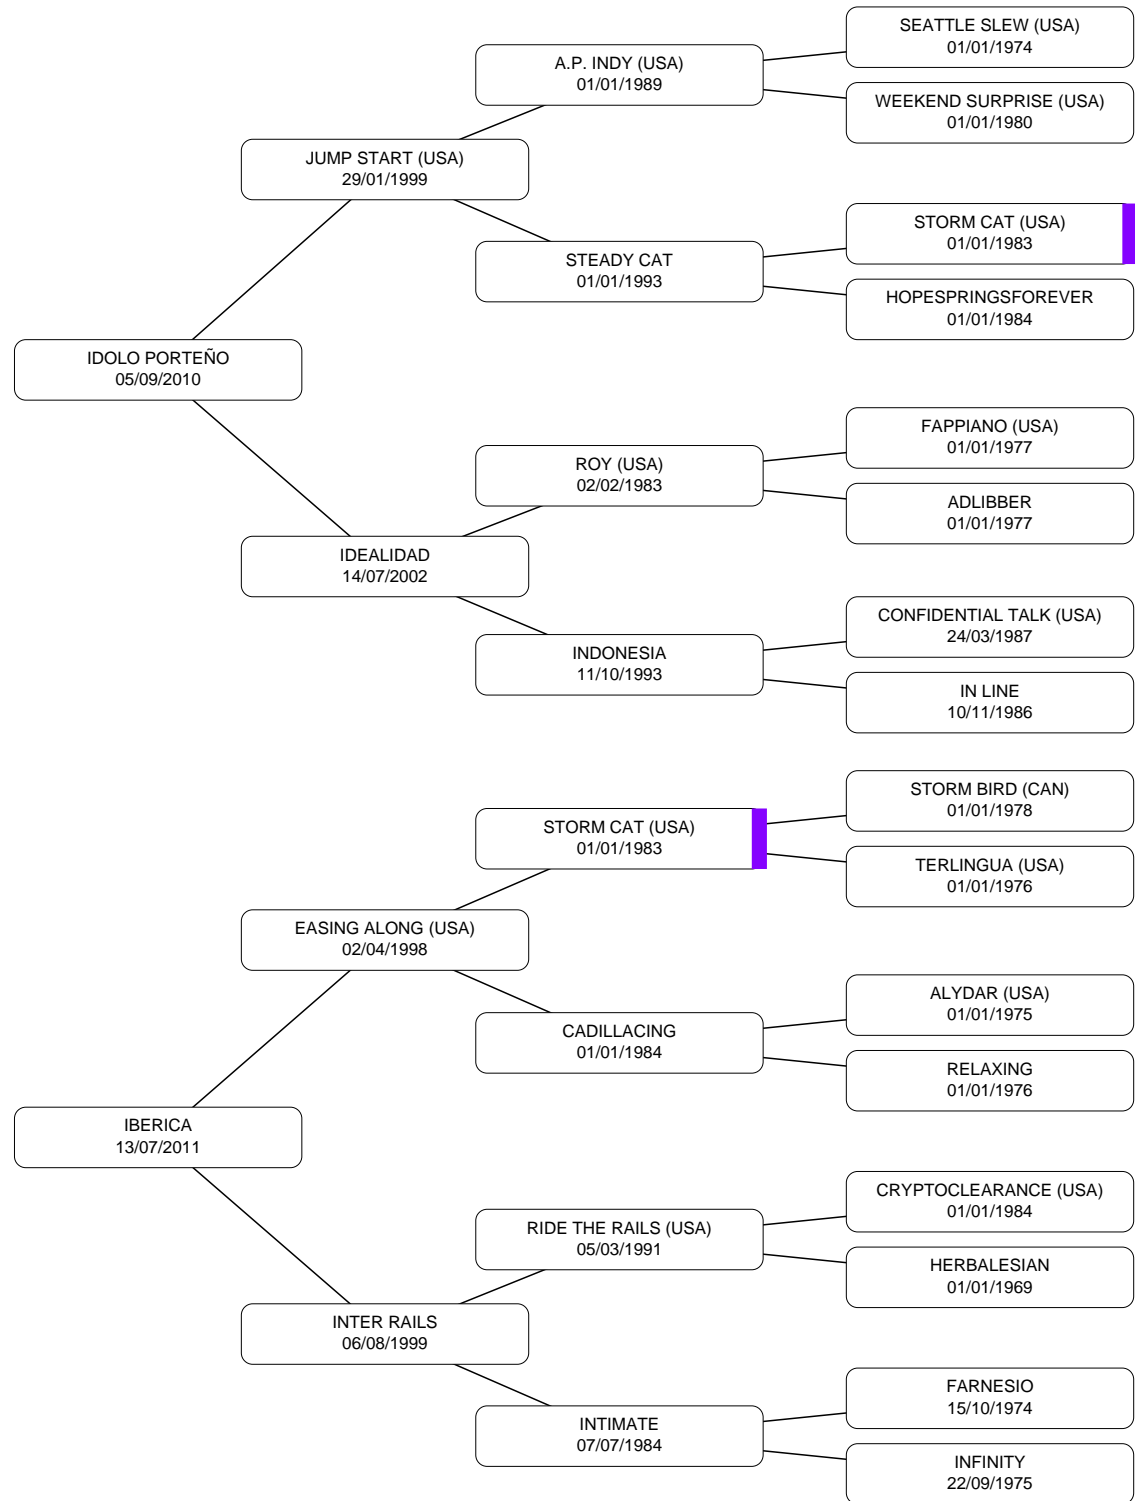 SEATTLE SLEW (USA)
01/01/1974
A.P. INDY (USA)
01/01/1989
WEEKEND SURPRISE (USA)
01/01/1980
JUMP START (USA)
29/01/1999
STORM CAT (USA)
01/01/1983
STEADY CAT
01/01/1993
HOPESPRINGSFOREVER
01/01/1984
IDOLO PORTEÑO
05/09/2010
FAPPIANO (USA)
01/01/1977
ROY (USA)
02/02/1983
ADLIBBER
01/01/1977
IDEALIDAD
14/07/2002
CONFIDENTIAL TALK (USA)
24/03/1987
INDONESIA
11/10/1993
IN LINE
10/11/1986
STORM BIRD (CAN)
01/01/1978
STORM CAT (USA)
01/01/1983
TERLINGUA (USA)
01/01/1976
EASING ALONG (USA)
02/04/1998
ALYDAR (USA)
01/01/1975
CADILLACING
01/01/1984
RELAXING
01/01/1976
IBERICA
13/07/2011
CRYPTOCLEARANCE (USA)
01/01/1984
RIDE THE RAILS (USA)
05/03/1991
HERBALESIAN
01/01/1969
INTER RAILS
06/08/1999
FARNESIO
15/10/1974
INTIMATE
07/07/1984
INFINITY
22/09/1975